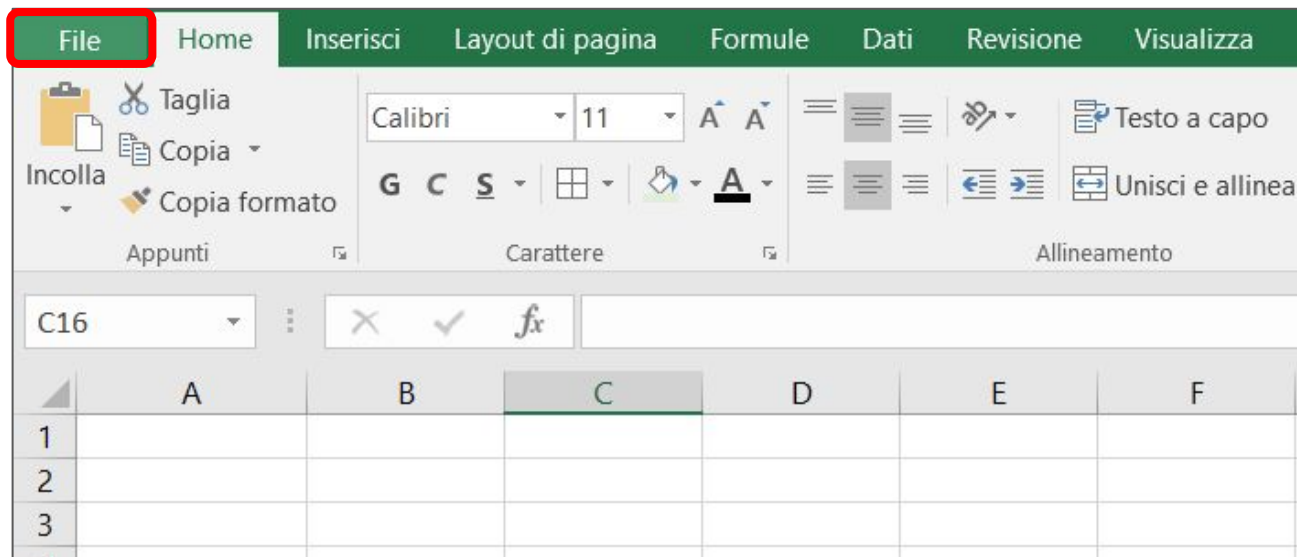 File Home Inserisci Layout di pagina Formule Dati Revisione Visualizza
Taglia
Copia
Copia formato
Incolla
Appunti
Calibri 11 A A
G C S A
Carattere
Testo a capo
Unisci e allinea
Allineamento
C16 fx
A B C D E F
1
2
3